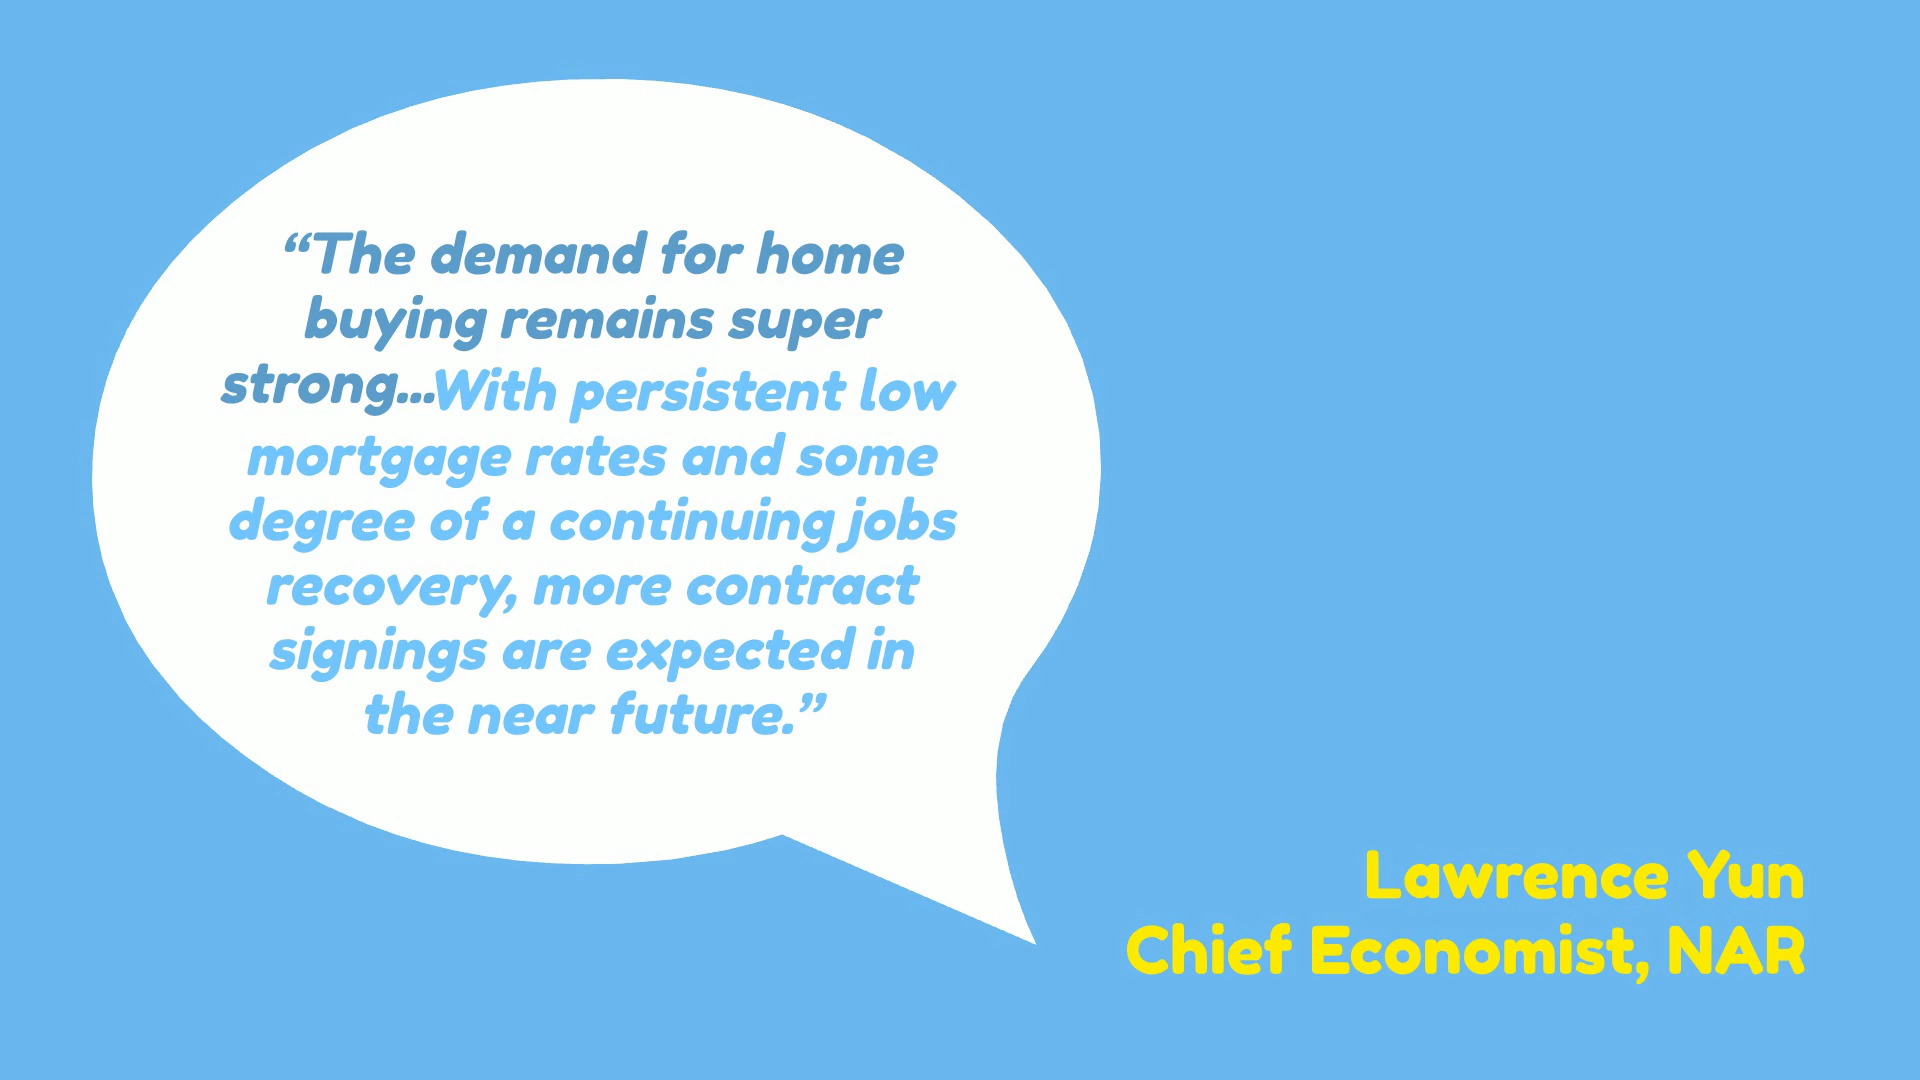 “The demand for home
buying remains super
strong...With persistent low
mortgage rates and some
degree of a continuing jobs
recovery, more contract
signings are expected in
the near future.”
Lawrence Yun
Chief Economist, NAR